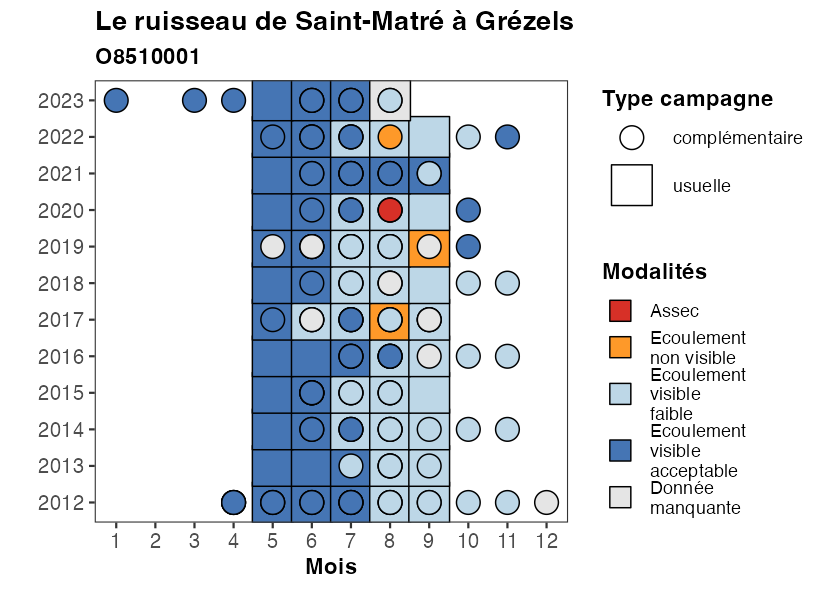 Le ruisseau de Saint-Matré à Grézels
O8510001
2023
2022
2021
2020
2019
2018
2017
2016
2015
2014
2013
2012
1 2 3 4 5 6 7 8 9 10 11 12
Mois
Type campagne
complémentaire
usuelle
Modalités
Assec
Ecoulement
non visible
Ecoulement
visible
faible
Ecoulement
visible
acceptable
Donnée
manquante